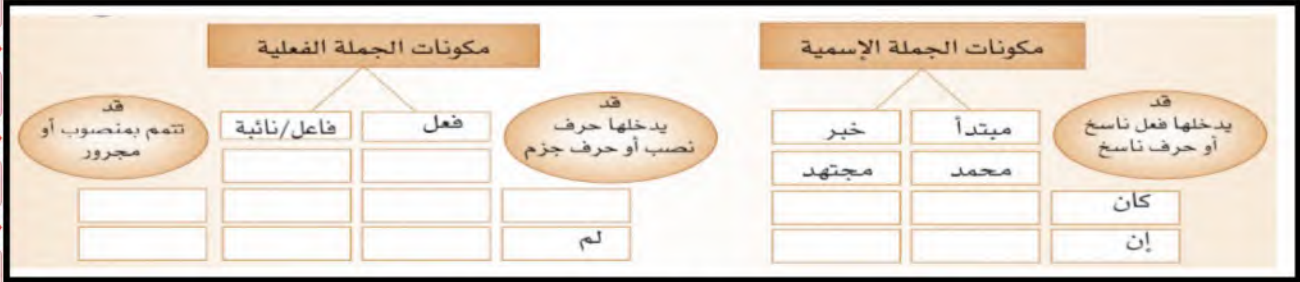 مكونات الجملة الإسمية
قد
يدخلها فعل ناسخ
أو حرف ناسخ
مبتدأ
خبر
محمد
مجتهد
كان
إن
مكونات الجملة الفعلية
قد
يدخلها حرف
نصب أو حرف جزم
فعل
فاعل/نائبة
قد
تتمم بمنصوب أو
مجرور
لم